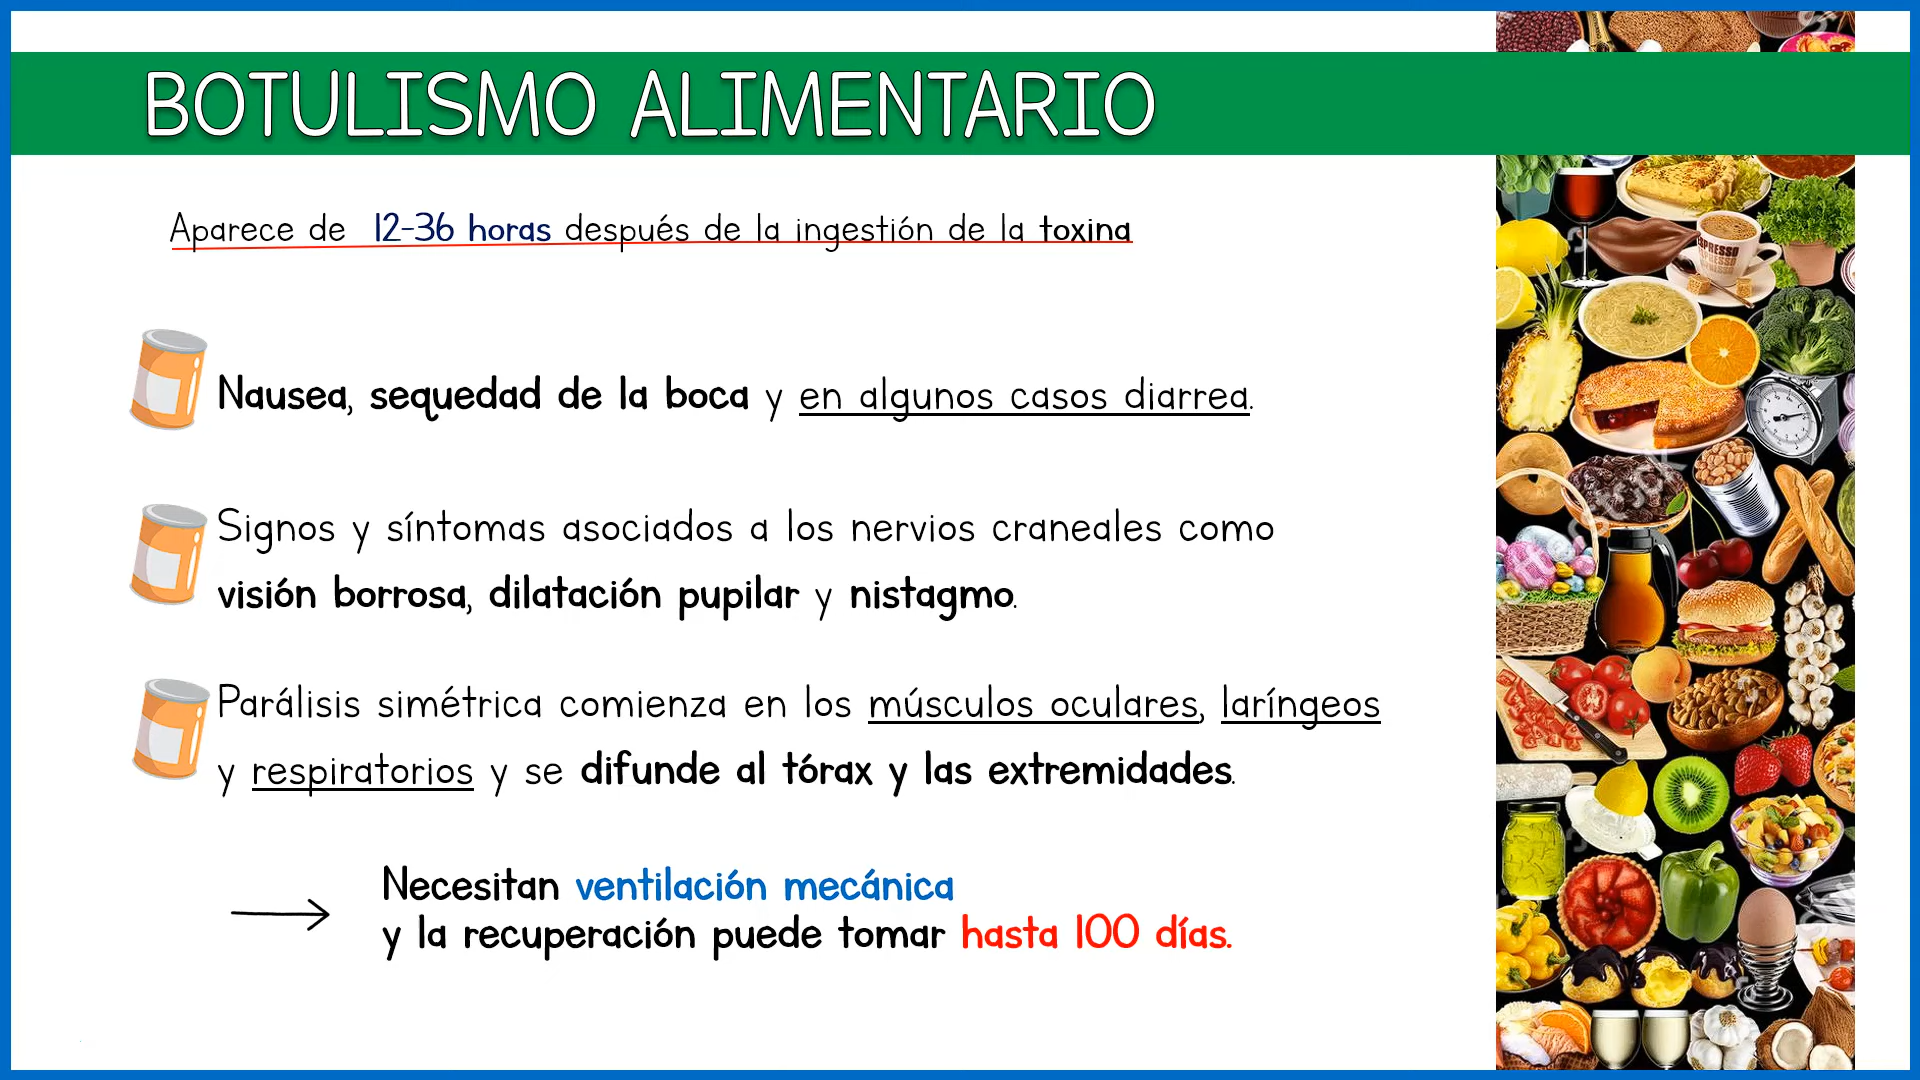 BOTULISMO ALIMENTARIO
Aparece de 12-36 horas después de la ingestión de la toxina
Nausea, sequedad de la boca y en algunos casos diarrea.
Signos y síntomas asociados a los nervios craneales como
visión borrosa, dilatación pupilar y nistagmo.
Parálisis simétrica comienza en los músculos oculares, laríngeos
y respiratorios y se difunde al tórax y las extremidades.
Necesitan ventilación mecánica
y la recuperación puede tomar hasta 100 días.
ESPRESSO
ESPRESSO